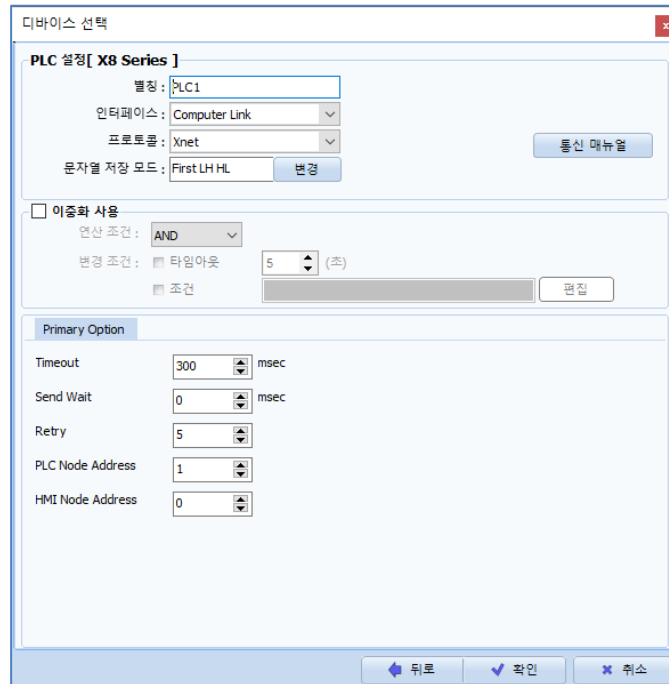 디바이스 선택
x
PLC 설정[ X8 Series ]
별칭 : PLC1
인터페이스 : Computer Link
프로토콜 : Xnet
통신 매뉴얼
문자열 저장 모드 : First LH HL 변경
이중화 사용
연산 조건 : AND
변경 조건 : 타임아웃 5 (초)
조건 편집
Primary Option
Timeout 300 msec
Send Wait 0 msec
Retry 5
PLC Node Address 1
HMI Node Address 0
뒤로 확인 취소